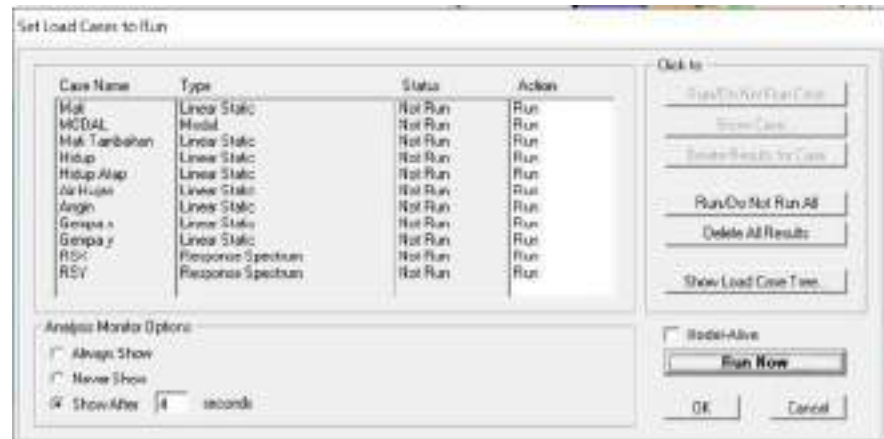 Set Load Cases to Run
Case Name Type Status Action
Mati Linear Static Not Run Run
MODAL Modal Not Run Run
Mati Tambahan Linear Static Not Run Run
Hidup Linear Static Not Run Run
Hidup Atap Linear Static Not Run Run
Air Hujan Linear Static Not Run Run
Angin Linear Static Not Run Run
Gempa x Linear Static Not Run Run
Gempa y Linear Static Not Run Run
RSX Response Spectrum Not Run Run
RSY Response Spectrum Not Run Run
Click to:
Run/Do Not Run Case
Show Case...
Delete Results for Case
Run/Do Not Run All
Delete All Results
Show Load Case Tree...
Analysis Monitor Options
Always Show
Never Show
Show After 4 seconds
Model-Alive
Run Now
OK Cancel